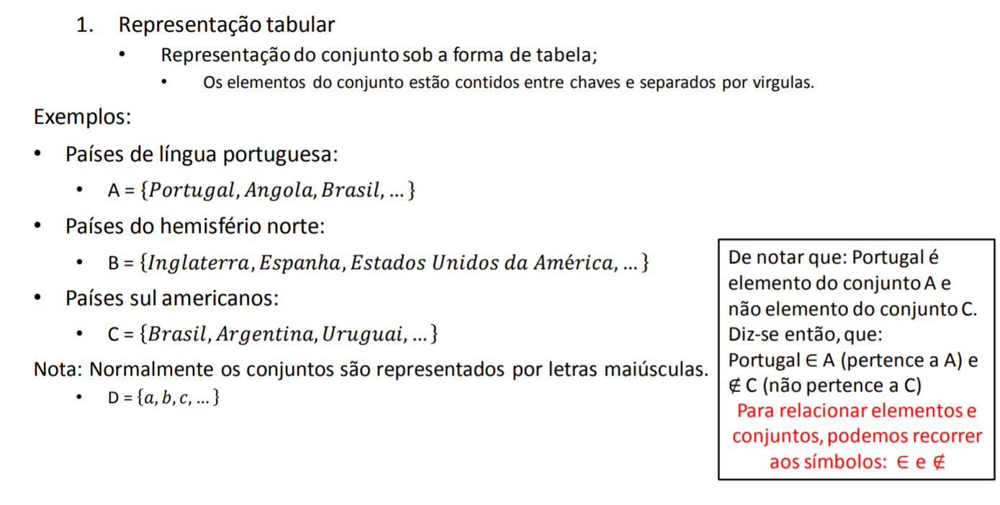 1. Representação tabular
• Representação do conjunto sob a forma de tabela;
• Os elementos do conjunto estão contidos entre chaves e separados por virgulas.
Exemplos:
• Países de língua portuguesa:
• A = {Portugal, Angola, Brasil, ...}
• Países do hemisfério norte:
• B = {Inglaterra, Espanha, Estados Unidos da América, ...}
• Países sul americanos:
• C = {Brasil, Argentina, Uruguai, ...}
Nota: Normalmente os conjuntos são representados por letras maiúsculas.
• D = {a, b, c, ...}
De notar que: Portugal é
elemento do conjunto A e
não elemento do conjunto C.
Diz-se então, que:
Portugal ∈ A (pertence a A) e
∉ C (não pertence a C)
Para relacionar elementos e
conjuntos, podemos recorrer
aos símbolos: ∈ e ∉